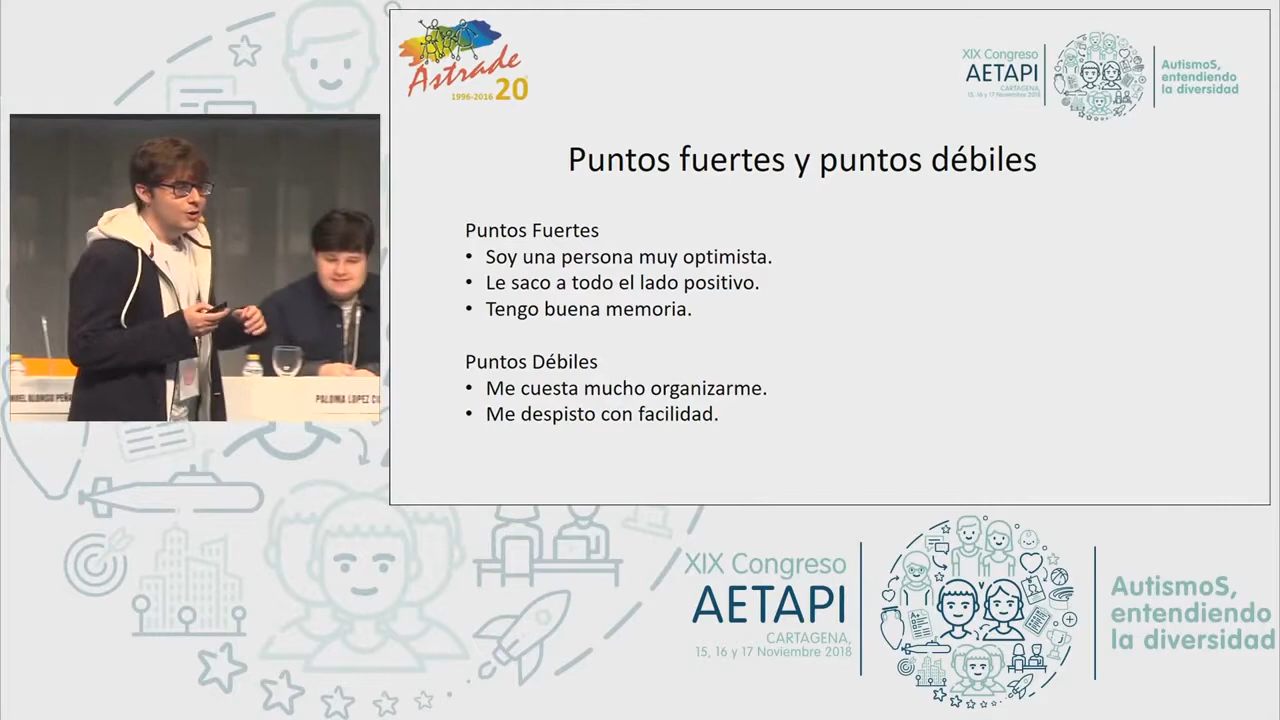 Astrade
1996-2016 20
XIX Congreso
AETAPI
CARTAGENA,
15, 16 y 17 Noviembre 2018
AutismoS,
entendiendo
la diversidad
Puntos fuertes y puntos débiles
Puntos Fuertes
• Soy una persona muy optimista.
• Le saco a todo el lado positivo.
• Tengo buena memoria.
Puntos Débiles
• Me cuesta mucho organizarme.
• Me despisto con facilidad.
ALONSO
PALOMA LOPEZ
XIX Congreso
AETAPI
CARTAGENA,
15, 16 y 17 Noviembre 2018
AutismoS,
entendiendo
la diversidad